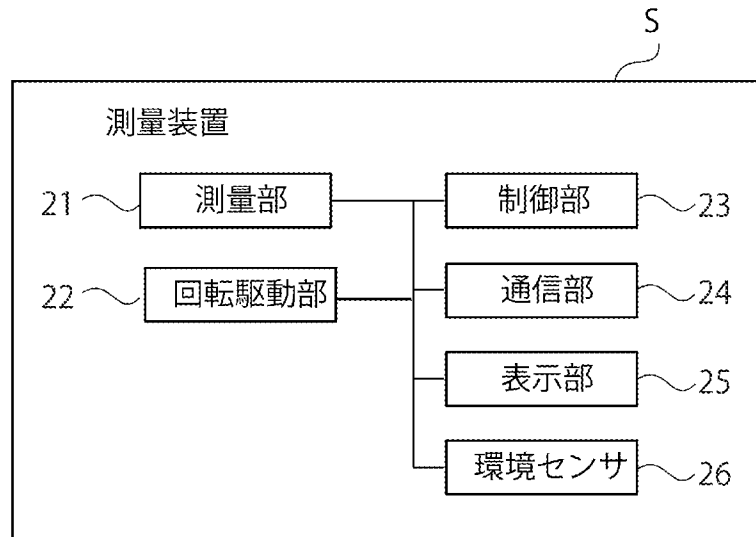 S
測量装置
21 測量部 制御部 23
22 回転駆動部 通信部 24
表示部 25
環境センサ 26